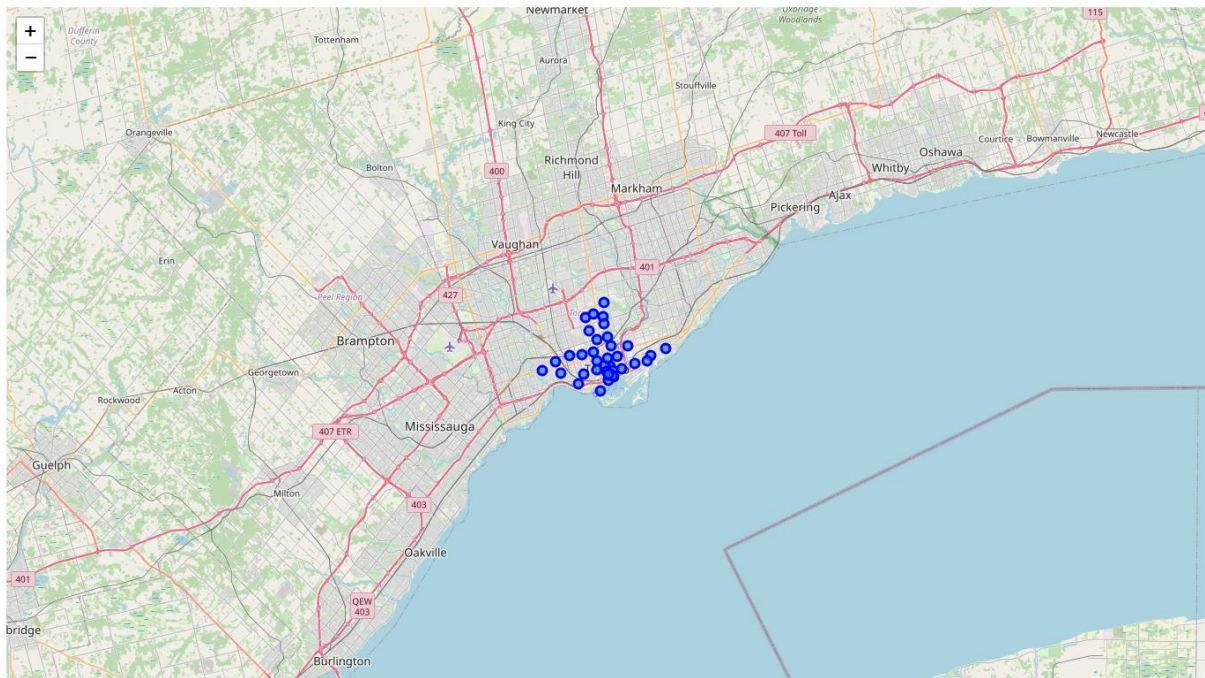 +
−
Newmarket
Uxbridge
Woodlands
115
Dufferin
County
Tottenham
Aurora
Stouffville
King City
Orangeville
407 Toll
Courtice
Bowmanville
Newcastle
Oshawa
Richmond
Hill
Whitby
Bolton
400
Markham
Ajax
Pickering
Vaughan
Erin
401
Peel Region
427
Brampton
Georgetown
Acton
Rockwood
Mississauga
407 ETR
Guelph
Milton
403
Oakville
401
QEW
403
bridge
Burlington